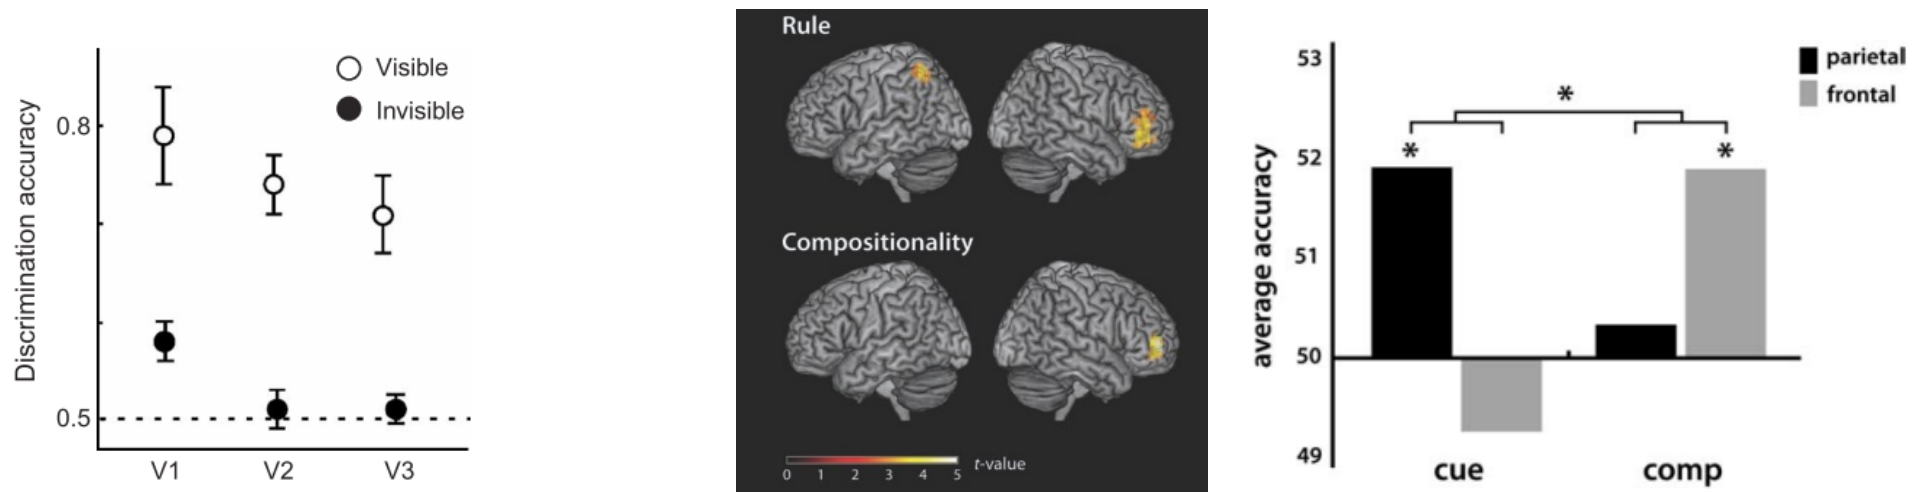 Visible
Invisible
Discrimination accuracy
0.8
0.5
V1 V2 V3
Rule
Compositionality
0 1 2 3 4 5 t-value
parietal
frontal
average accuracy
53
52
51
50
49
*
* *
cue comp